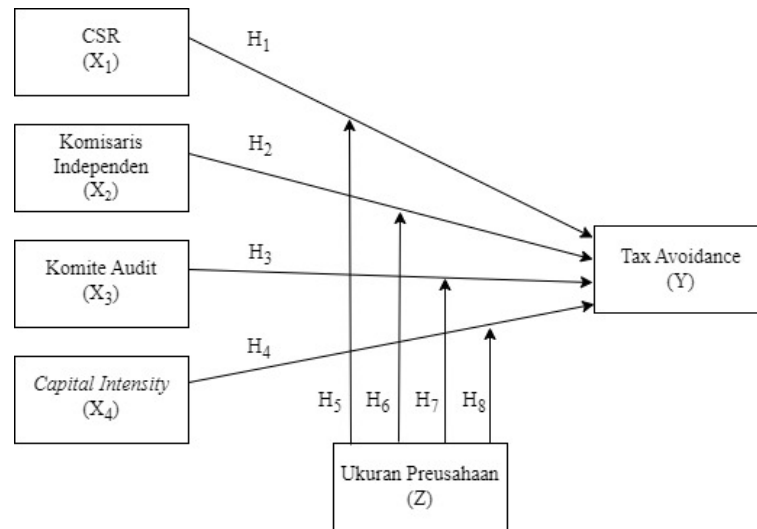 CSR
(X₁)
H₁
Komisaris
Independen
(X₂)
H₂
Komite Audit
(X₃)
H₃
Capital Intensity
(X₄)
H₄
Tax Avoidance
(Y)
H₅
H₆
H₇
H₈
Ukuran Preusahaan
(Z)